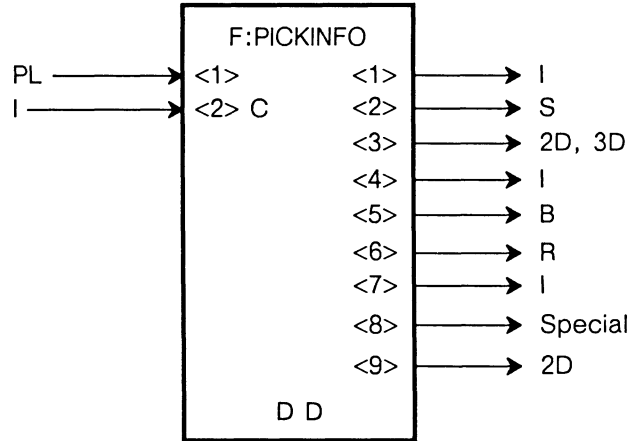 F:PICKINFO
PL <1> <1> I
I <2> C <2> S
<3> 2D, 3D
<4> I
<5> B
<6> R
<7> I
<8> Special
<9> 2D
D D